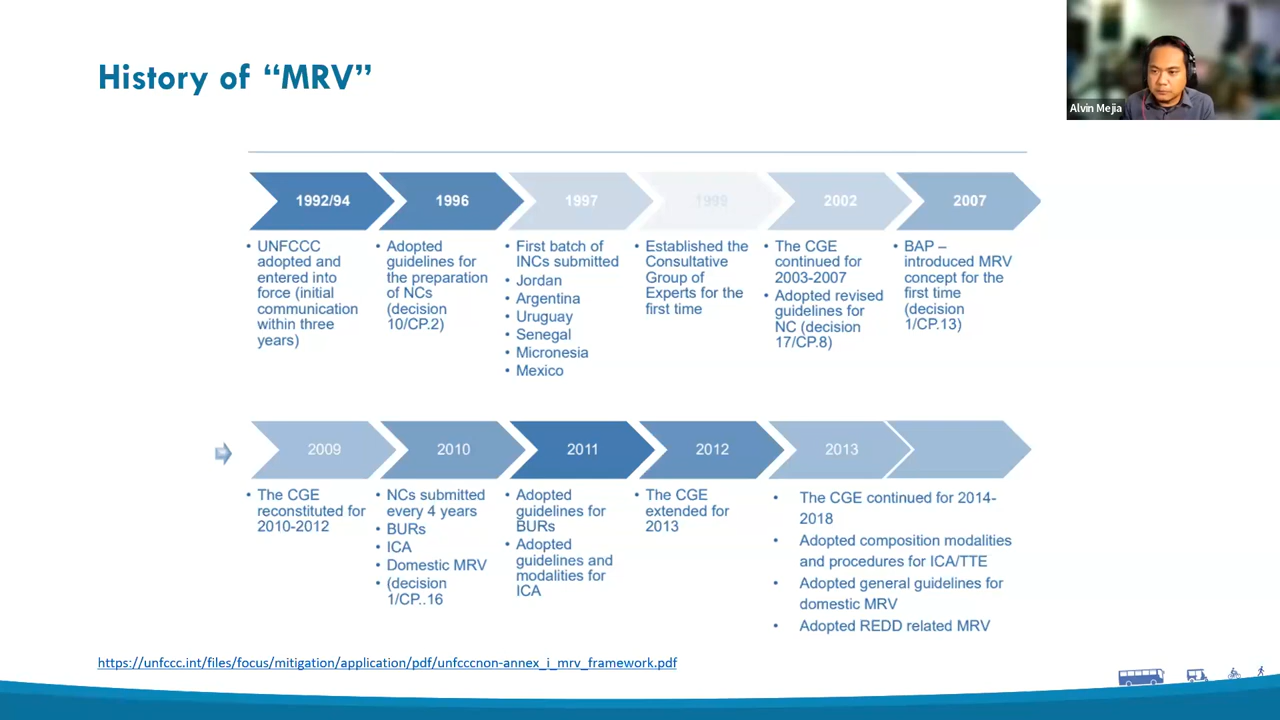 History of “MRV”
Alvin Mejia
1992/94
1996
1997
1999
2002
2007
• UNFCCC
adopted and
entered into
force (initial
communication
within three
years)
• Adopted
guidelines for
the preparation
of NCs
(decision
10/CP.2)
• First batch of
INCs submitted
• Jordan
• Argentina
• Uruguay
• Senegal
• Micronesia
• Mexico
• Established the
Consultative
Group of
Experts for the
first time
• The CGE
continued for
2003-2007
• Adopted revised
guidelines for
NC (decision
17/CP.8)
• BAP –
introduced MRV
concept for the
first time
(decision
1/CP.13)
2009
2010
2011
2012
2013
• The CGE
reconstituted for
2010-2012
• NCs submitted
every 4 years
• BURs
• ICA
• Domestic MRV
• (decision
1/CP..16
• Adopted
guidelines for
BURs
• Adopted
guidelines and
modalities for
ICA
• The CGE
extended for
2013
• The CGE continued for 2014-
2018
• Adopted composition modalities
and procedures for ICA/TTE
• Adopted general guidelines for
domestic MRV
• Adopted REDD related MRV
https://unfccc.int/files/focus/mitigation/application/pdf/unfcccnon-annex_i_mrv_framework.pdf